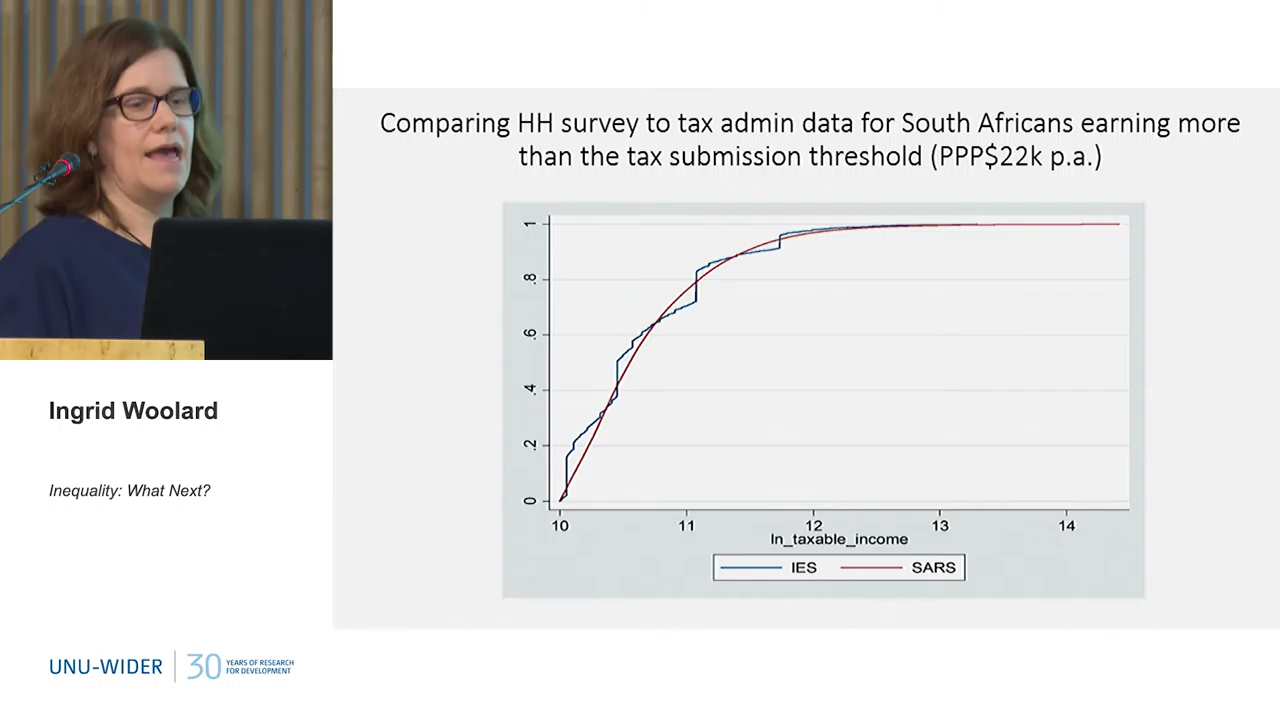 Comparing HH survey to tax admin data for South Africans earning more
than the tax submission threshold (PPP$22k p.a.)
1
.8
.6
.4
.2
0
10 11 12 13 14
ln_taxable_income
IES SARS
Ingrid Woolard
Inequality: What Next?
UNU-WIDER 30 YEARS OF RESEARCH
FOR DEVELOPMENT